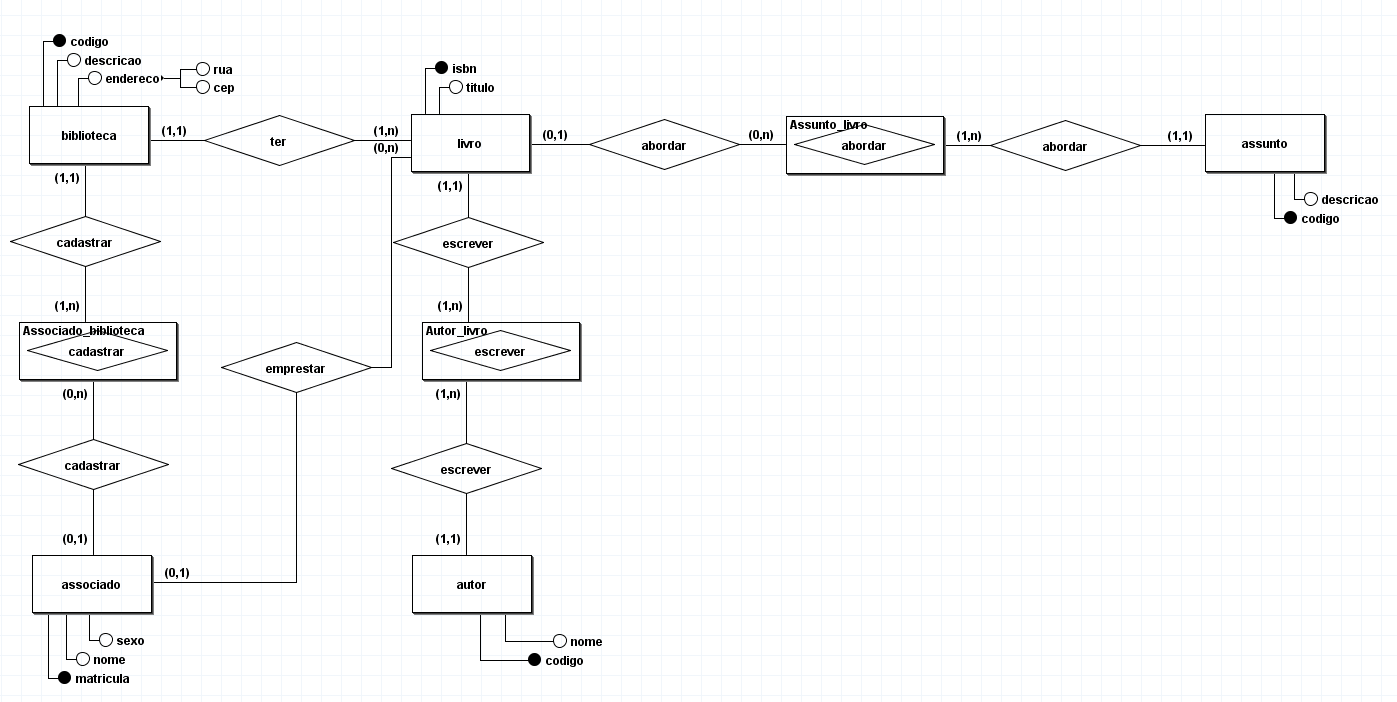 codigo
descricao
endereco
rua
cep
biblioteca
(1,1)
ter
(1,n)
(0,n)
isbn
titulo
livro
(0,1)
abordar
(0,n)
Assunto_livro
abordar
(1,n)
abordar
(1,1)
assunto
descricao
codigo
(1,1)
cadastrar
(1,n)
Associado_biblioteca
cadastrar
(0,n)
cadastrar
(0,1)
associado
(0,1)
emprestar
sexo
nome
matricula
(1,1)
escrever
(1,n)
Autor_livro
escrever
(1,n)
escrever
(1,1)
autor
nome
codigo